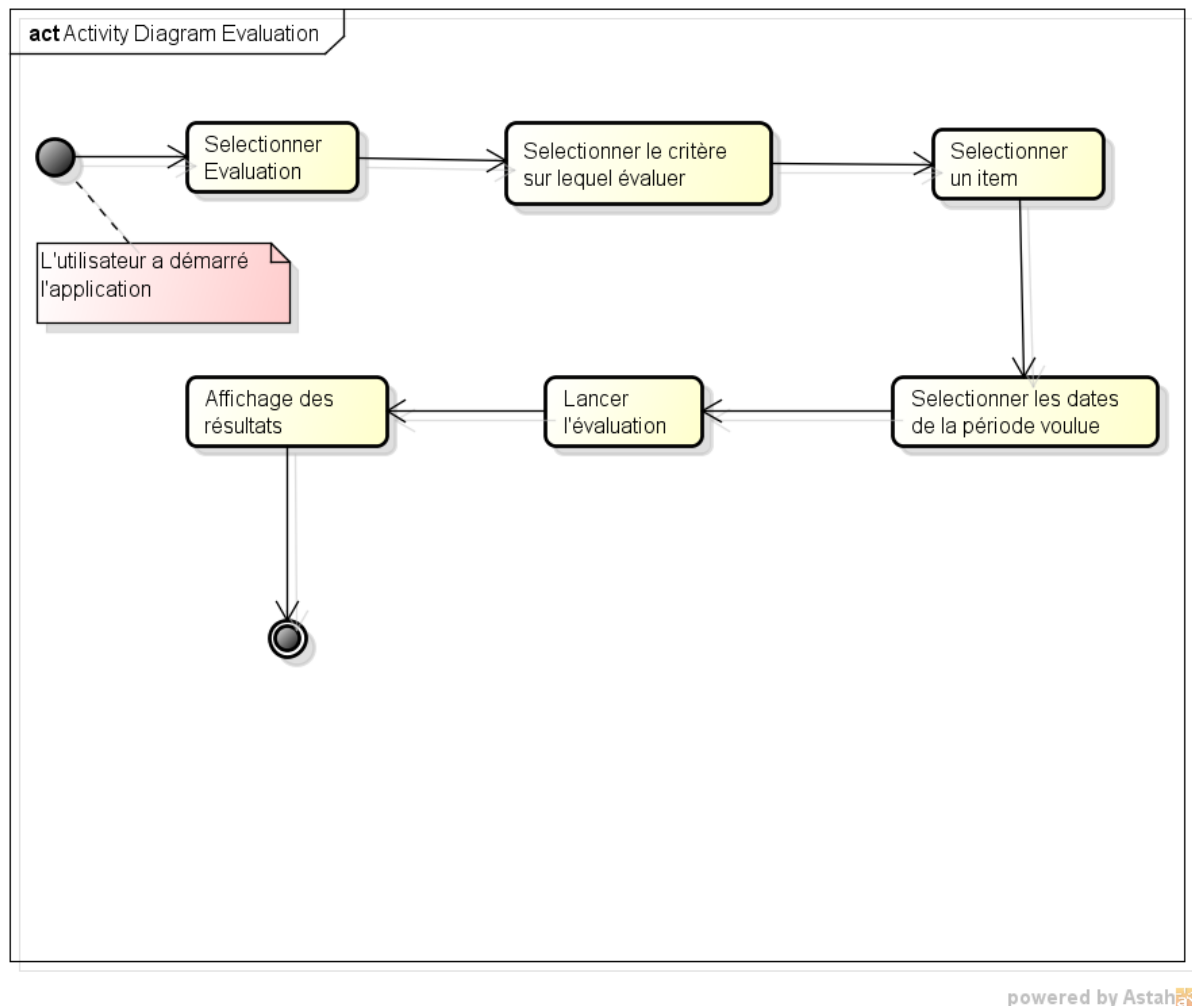 act Activity Diagram Evaluation
Selectionner
Evaluation
Selectionner le critère
sur lequel évaluer
Selectionner
un item
L'utilisateur a démarré
l'application
Affichage des
résultats
Lancer
l'évaluation
Selectionner les dates
de la période voulue
powered by Astah